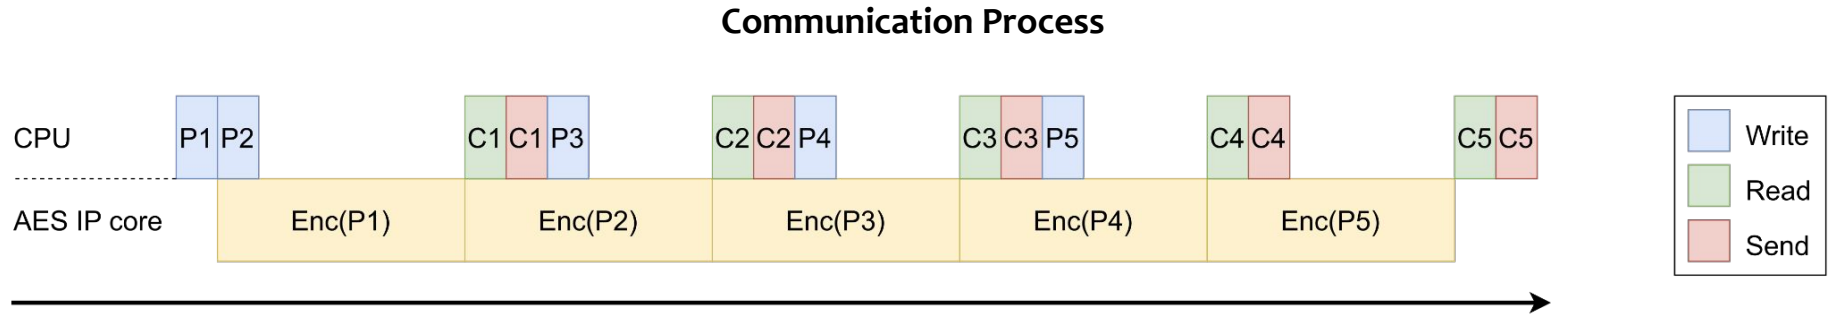 Communication Process
CPU P1 P2 C1 C1 P3 C2 C2 P4 C3 C3 P5 C4 C4 C5 C5
AES IP core Enc(P1) Enc(P2) Enc(P3) Enc(P4) Enc(P5)
Write
Read
Send